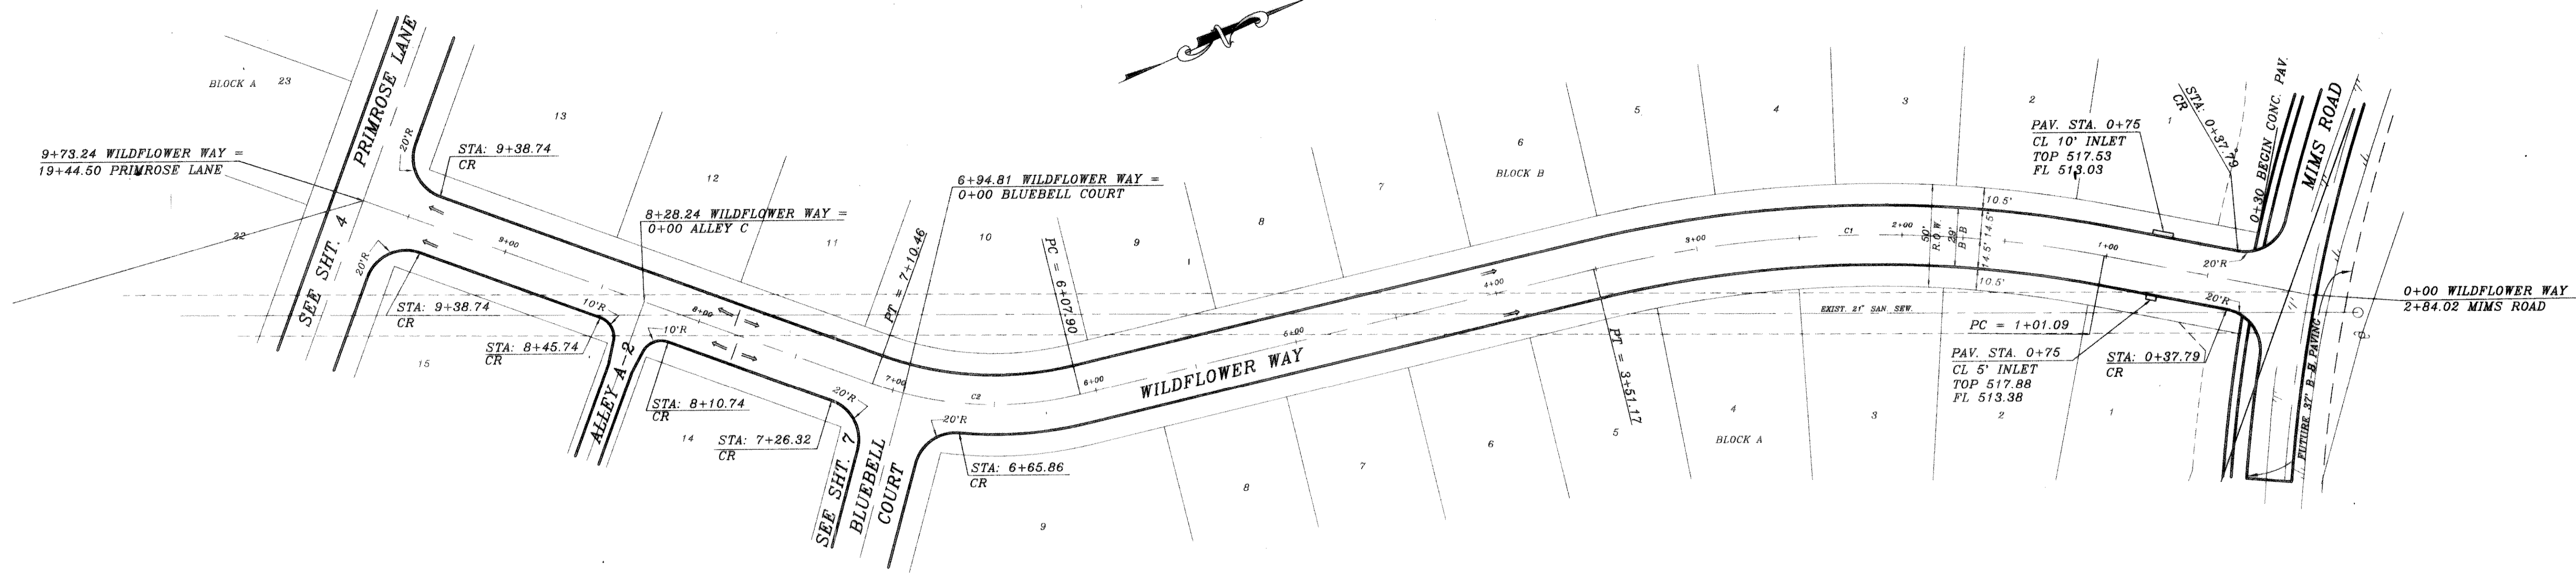 BLOCK A 23
PRIMROSE LANE
SEE SHT. 4
9+73.24 WILDFLOWER WAY =
19+44.50 PRIMROSE LANE
22
20'R
STA: 9+38.74
CR
13
12
9+00
20'R
STA: 9+38.74
CR
8+28.24 WILDFLOWER WAY =
0+00 ALLEY C
11
10'R
STA: 8+45.74
CR
15
ALLEY A-2
8+00
10'R
STA: 8+10.74
CR
14
STA: 7+26.32
CR
20'R
PT = 7+10.46
6+94.81 WILDFLOWER WAY =
0+00 BLUEBELL COURT
10
7+00
SEE SHT. 7
BLUEBELL
COURT
20'R
STA: 6+65.86
CR
C2
PC = 6+07.90
9
1
8
6+00
9
WILDFLOWER WAY
6+00
8
7
7
6
BLOCK B
5
4
3
2
1
4+00
3+00
PT = 3+51.17
6
5
4
BLOCK A
3
2
1
C1
2+00
50'
R.O.W.
29'
B-B
10.5'
14.5'
14.5'
10.5'
EXIST. 21" SAN SEW.
1+00
PC = 1+01.09
PAV. STA. 0+75
CL 10' INLET
TOP 517.53
FL 513.03
STA: 0+37.79
CR
0+30 BEGIN CONC. PAV.
MIMS ROAD
20'R
20'R
PAV. STA. 0+75
CL 5' INLET
TOP 517.88
FL 513.38
STA: 0+37.79
CR
0+00 WILDFLOWER WAY
2+84.02 MIMS ROAD
FUTURE 37' B-B PAVING